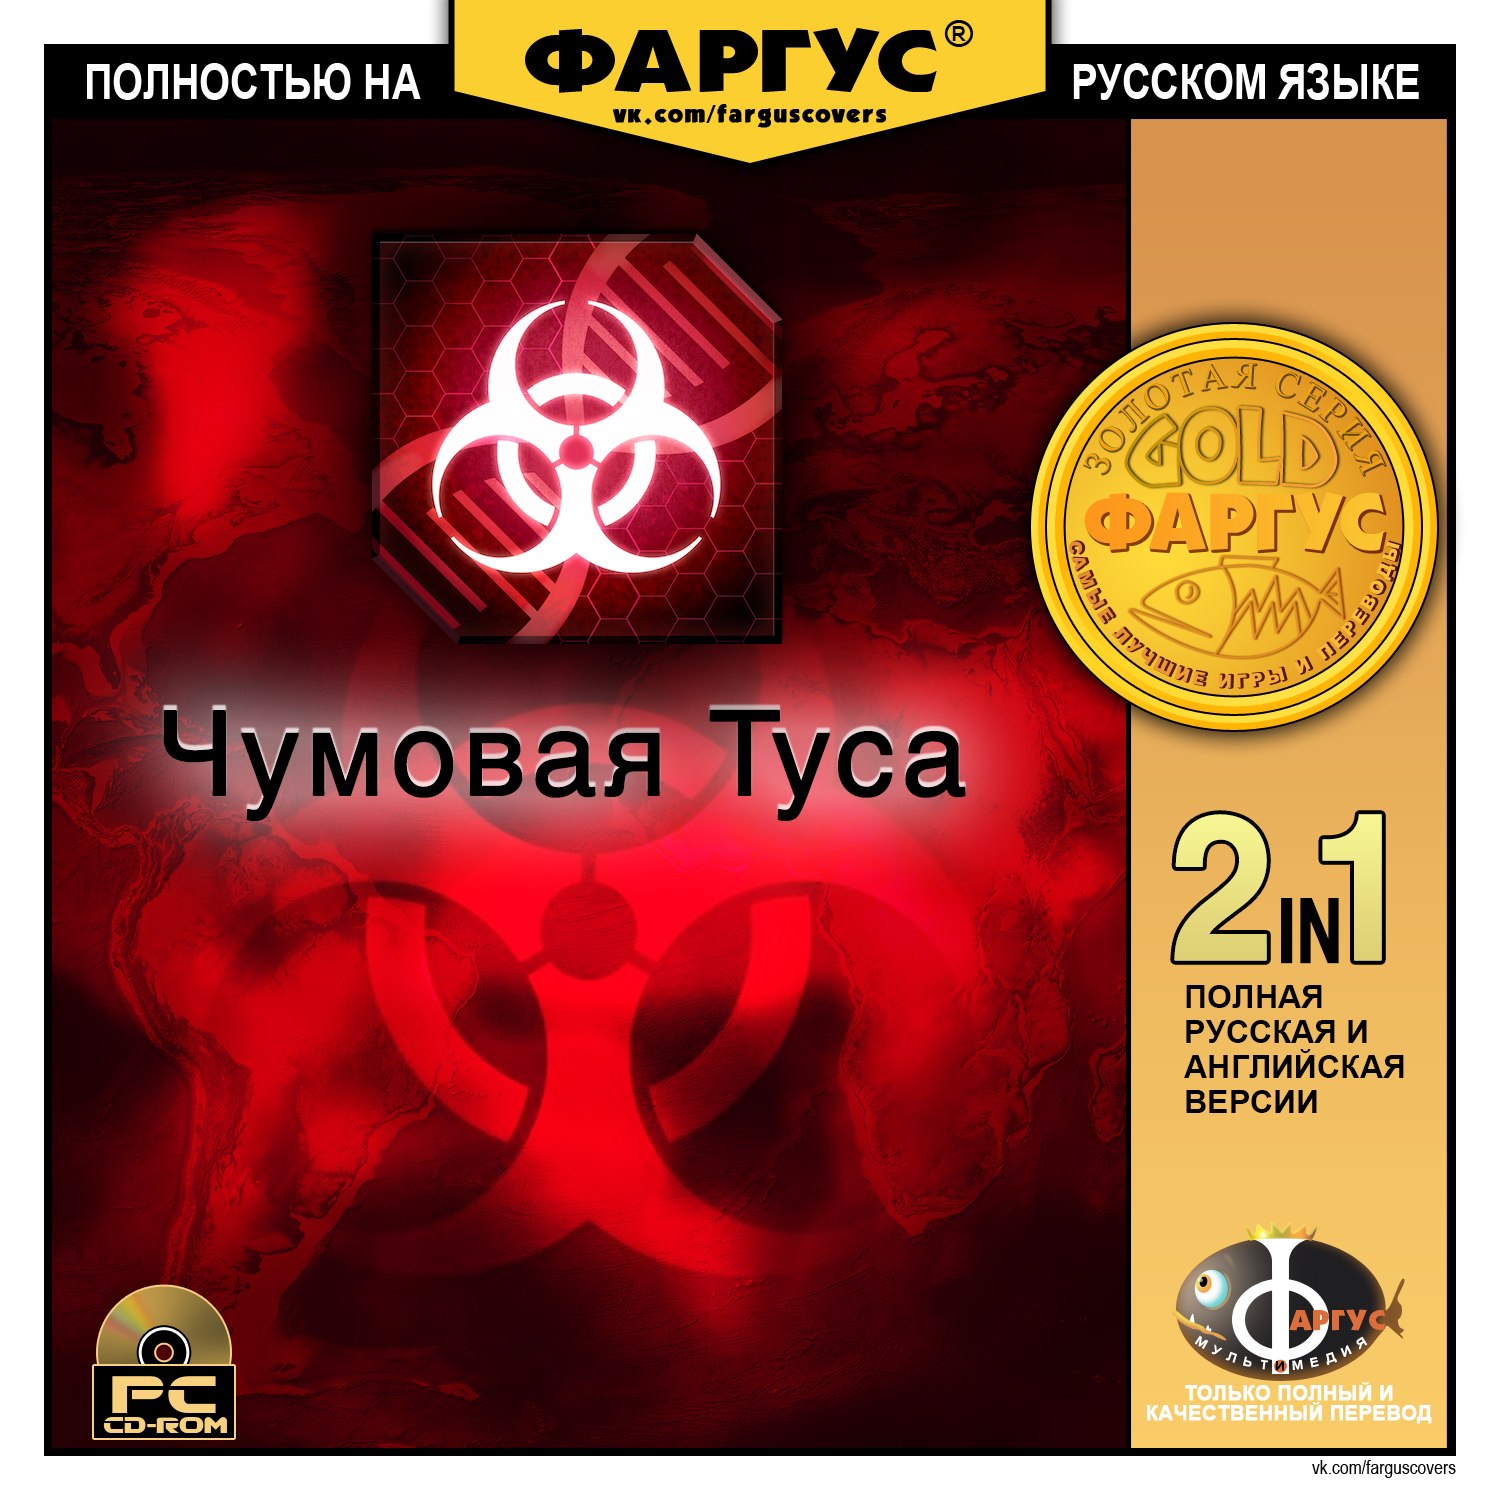 ПОЛНОСТЬЮ НА
ФАРГУС®
РУССКОМ ЯЗЫКЕ
vk.com/farguscovers
ЗОЛОТАЯ СЕРИЯ
GOLD
ФАРГУС
САМЫЕ ЛУЧШИЕ ИГРЫ И ПЕРЕВОДЫ
Чумовая Туса
2IN1
ПОЛНАЯ
РУССКАЯ И
АНГЛИЙСКАЯ
ВЕРСИИ
ФАРГУС
МУЛЬТИМЕДИЯ
ТОЛЬКО ПОЛНЫЙ И
КАЧЕСТВЕННЫЙ ПЕРЕВОД
PC
CD-ROM
vk.com/farguscovers